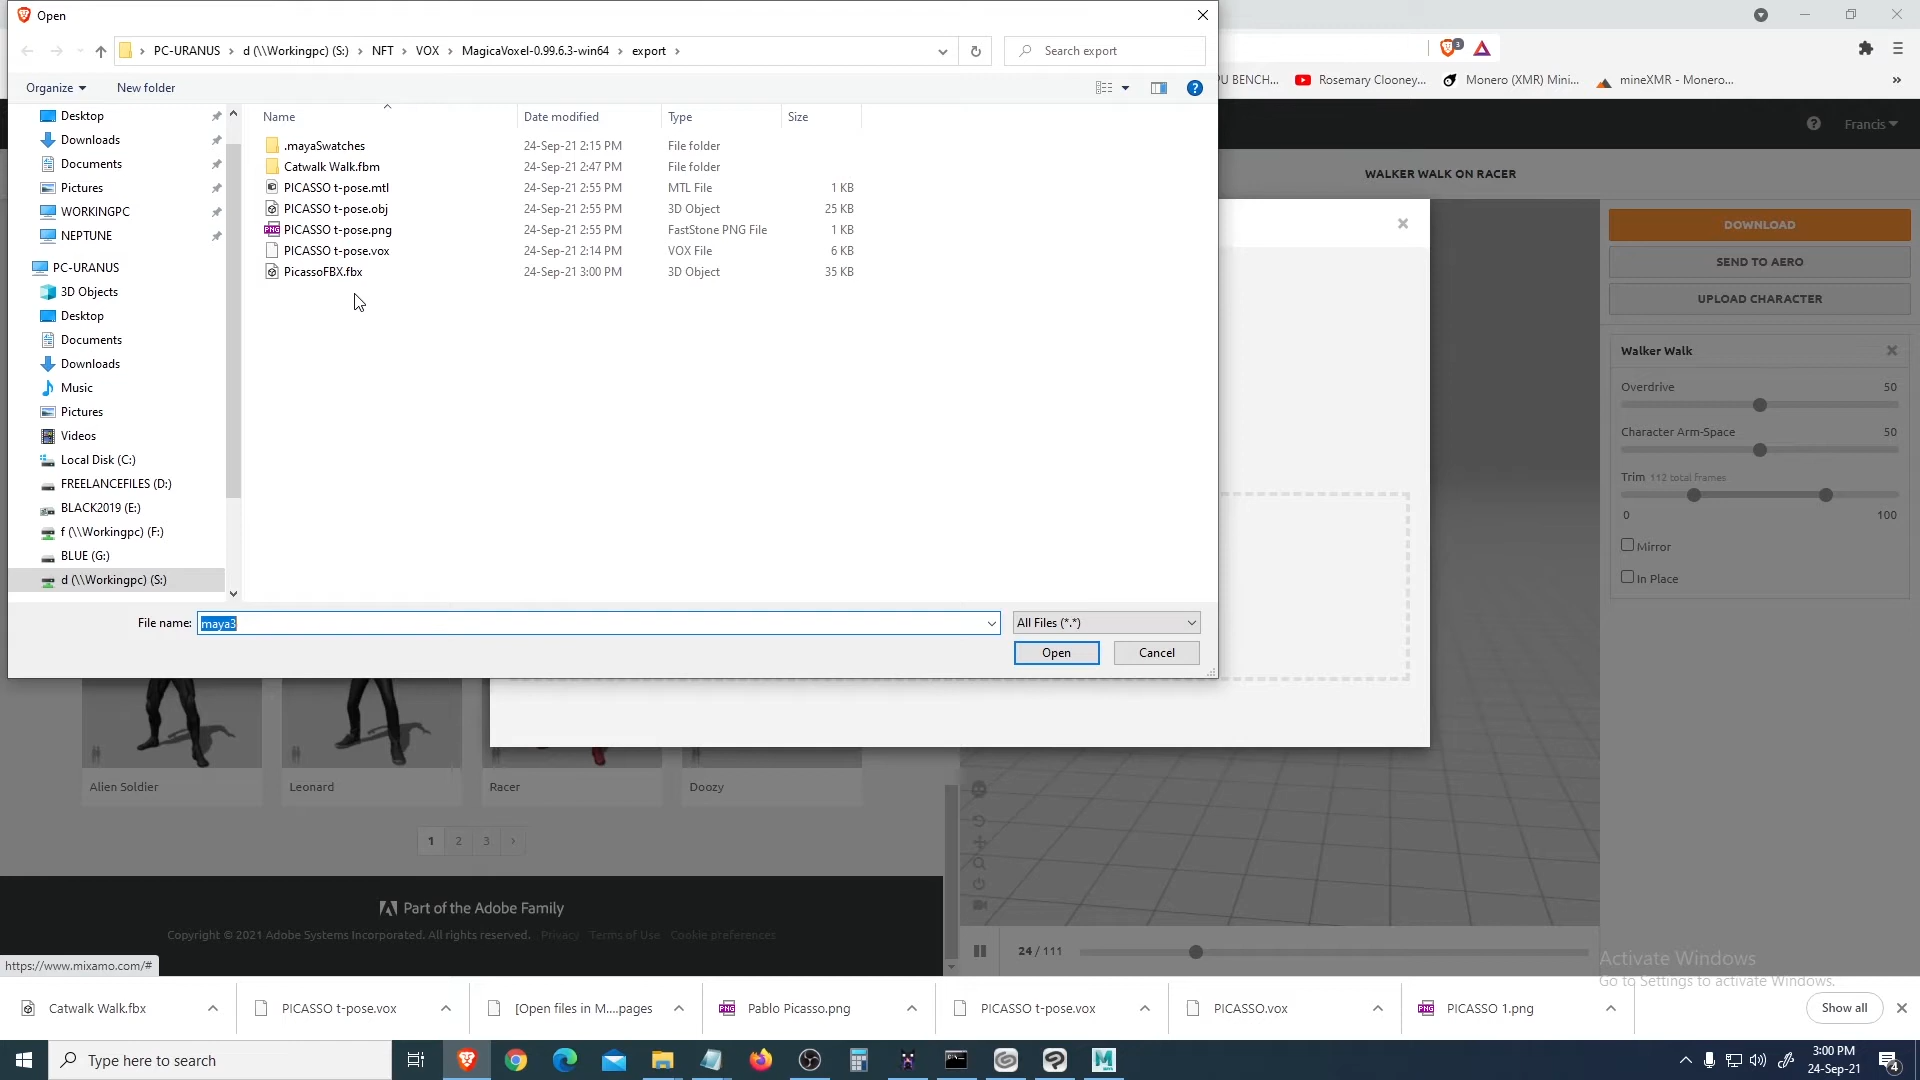 Open
PC-URANUS > d (\\Workingpc) (S:) > NFT > VOX > MagicaVoxel-0.99.6.3-win64 > export >
Search export
3
PU BENCH...
Rosemary Clooney...
Monero (XMR) Mini...
mineXMR - Monero...
»
Organize
New folder
?
Francis
Name
Date modified
Type
Size
.mayaSwatches 24-Sep-21 2:15 PM File folder
Catwalk Walk.fbm 24-Sep-21 2:47 PM File folder
PICASSO t-pose.mtl 24-Sep-21 2:55 PM MTL File 1 KB
PICASSO t-pose.obj 24-Sep-21 2:55 PM 3D Object 25 KB
PNG PICASSO t-pose.png 24-Sep-21 2:55 PM FastStone PNG File 1 KB
PICASSO t-pose.vox 24-Sep-21 2:14 PM VOX File 6 KB
PicassoFBX.fbx 24-Sep-21 3:00 PM 3D Object 35 KB
Desktop
Downloads
Documents
Pictures
WORKINGPC
NEPTUNE
PC-URANUS
3D Objects
Desktop
Documents
Downloads
Music
Pictures
Videos
Local Disk (C:)
FREELANCEFILES (D:)
BLACK2019 (E:)
f (\\Workingpc) (F:)
BLUE (G:)
d (\\Workingpc) (S:)
File name: maya3
All Files (*.*)
Open
Cancel
WALKER WALK ON RACER
DOWNLOAD
SEND TO AERO
UPLOAD CHARACTER
Walker Walk
Overdrive 50
Character Arm-Space 50
Trim 112 total frames
0 100
Mirror
In Place
Alien Soldier
Leonard
Racer
Doozy
1 2 3 >
Part of the Adobe Family
Copyright © 2021 Adobe Systems Incorporated. All rights reserved. Privacy Terms of Use Cookie preferences
24 / 111
Activate Windows
Go to Settings to activate Windows.
https://www.mixamo.com/#
Catwalk Walk.fbx
PICASSO t-pose.vox
[Open files in M....pages
PNG Pablo Picasso.png
PICASSO t-pose.vox
PICASSO.vox
PNG PICASSO 1.png
Show all
Type here to search
M
3:00 PM
24-Sep-21
4